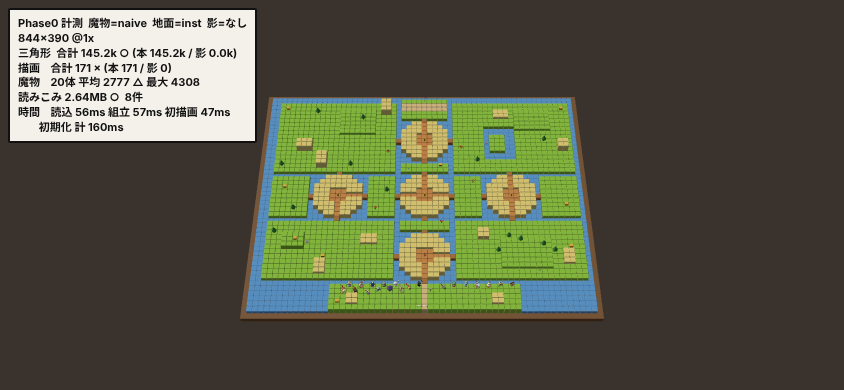 Phase0 計測 魔物=naive 地面=inst 影=なし
844×390 @1x
三角形 合計 145.2k ○ (本 145.2k / 影 0.0k)
描画 合計 171 × (本 171 / 影 0)
魔物 20体 平均 2777 △ 最大 4308
読みこみ 2.64MB ○ 8件
時間 読込 56ms 組立 57ms 初描画 47ms
初期化 計 160ms